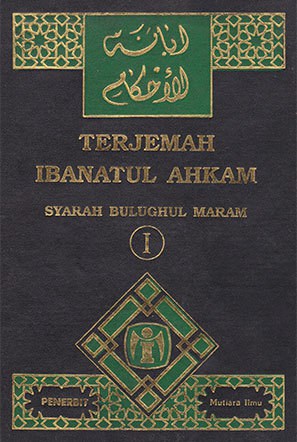 إبانة
الأحكام
TERJEMAH
IBANATUL AHKAM
SYARAH BULUGHUL MARAM
I
PENERBIT Mutiara Ilmu